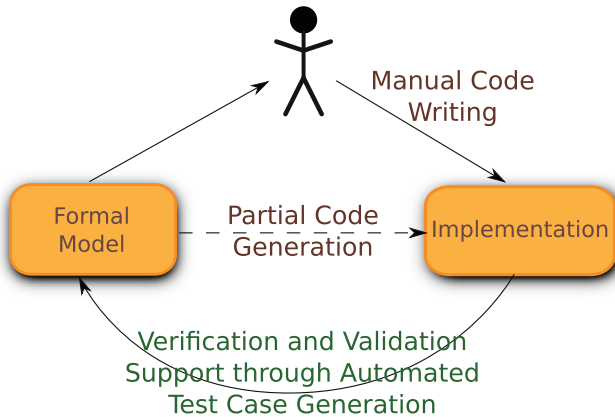 Manual Code
Writing
Formal
Model
Partial Code
Generation
Implementation
Verification and Validation
Support through Automated
Test Case Generation